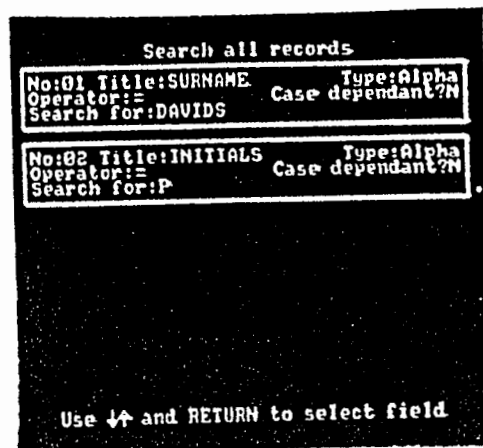 Search all records
No:01 Title:SURNAME Type:Alpha
Operator:= Case dependant?N
Search for:DAVIDS
No:02 Title:INITIALS Type:Alpha
Operator:= Case dependant?N
Search for:P
Use ↓↑ and RETURN to select field